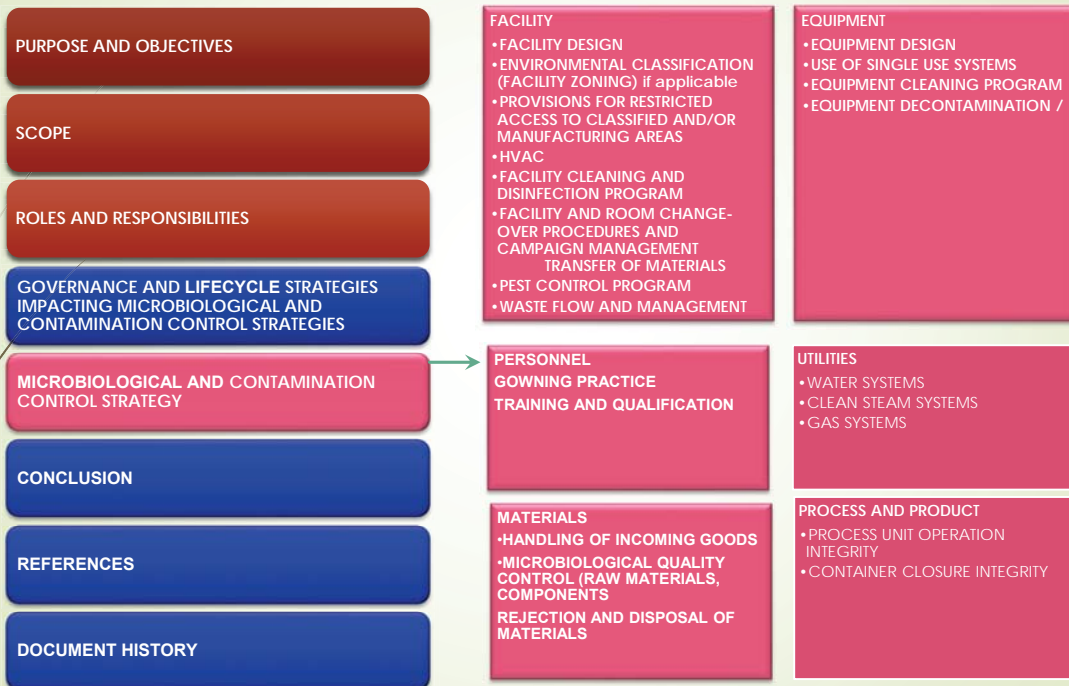 PURPOSE AND OBJECTIVES
SCOPE
ROLES AND RESPONSIBILITIES
GOVERNANCE AND LIFECYCLE STRATEGIES
IMPACTING MICROBIOLOGICAL AND
CONTAMINATION CONTROL STRATEGIES
MICROBIOLOGICAL AND CONTAMINATION
CONTROL STRATEGY
CONCLUSION
REFERENCES
DOCUMENT HISTORY
FACILITY
•FACILITY DESIGN
•ENVIRONMENTAL CLASSIFICATION
(FACILITY ZONING) if applicable
•PROVISIONS FOR RESTRICTED
ACCESS TO CLASSIFIED AND/OR
MANUFACTURING AREAS
•HVAC
•FACILITY CLEANING AND
DISINFECTION PROGRAM
•FACILITY AND ROOM CHANGE-
OVER PROCEDURES AND
CAMPAIGN MANAGEMENT
TRANSFER OF MATERIALS
•PEST CONTROL PROGRAM
•WASTE FLOW AND MANAGEMENT
EQUIPMENT
•EQUIPMENT DESIGN
•USE OF SINGLE USE SYSTEMS
•EQUIPMENT CLEANING PROGRAM
•EQUIPMENT DECONTAMINATION /
PERSONNEL
GOWNING PRACTICE
TRAINING AND QUALIFICATION
UTILITIES
•WATER SYSTEMS
•CLEAN STEAM SYSTEMS
•GAS SYSTEMS
MATERIALS
•HANDLING OF INCOMING GOODS
•MICROBIOLOGICAL QUALITY
CONTROL (RAW MATERIALS,
COMPONENTS
REJECTION AND DISPOSAL OF
MATERIALS
PROCESS AND PRODUCT
•PROCESS UNIT OPERATION
INTEGRITY
•CONTAINER CLOSURE INTEGRITY